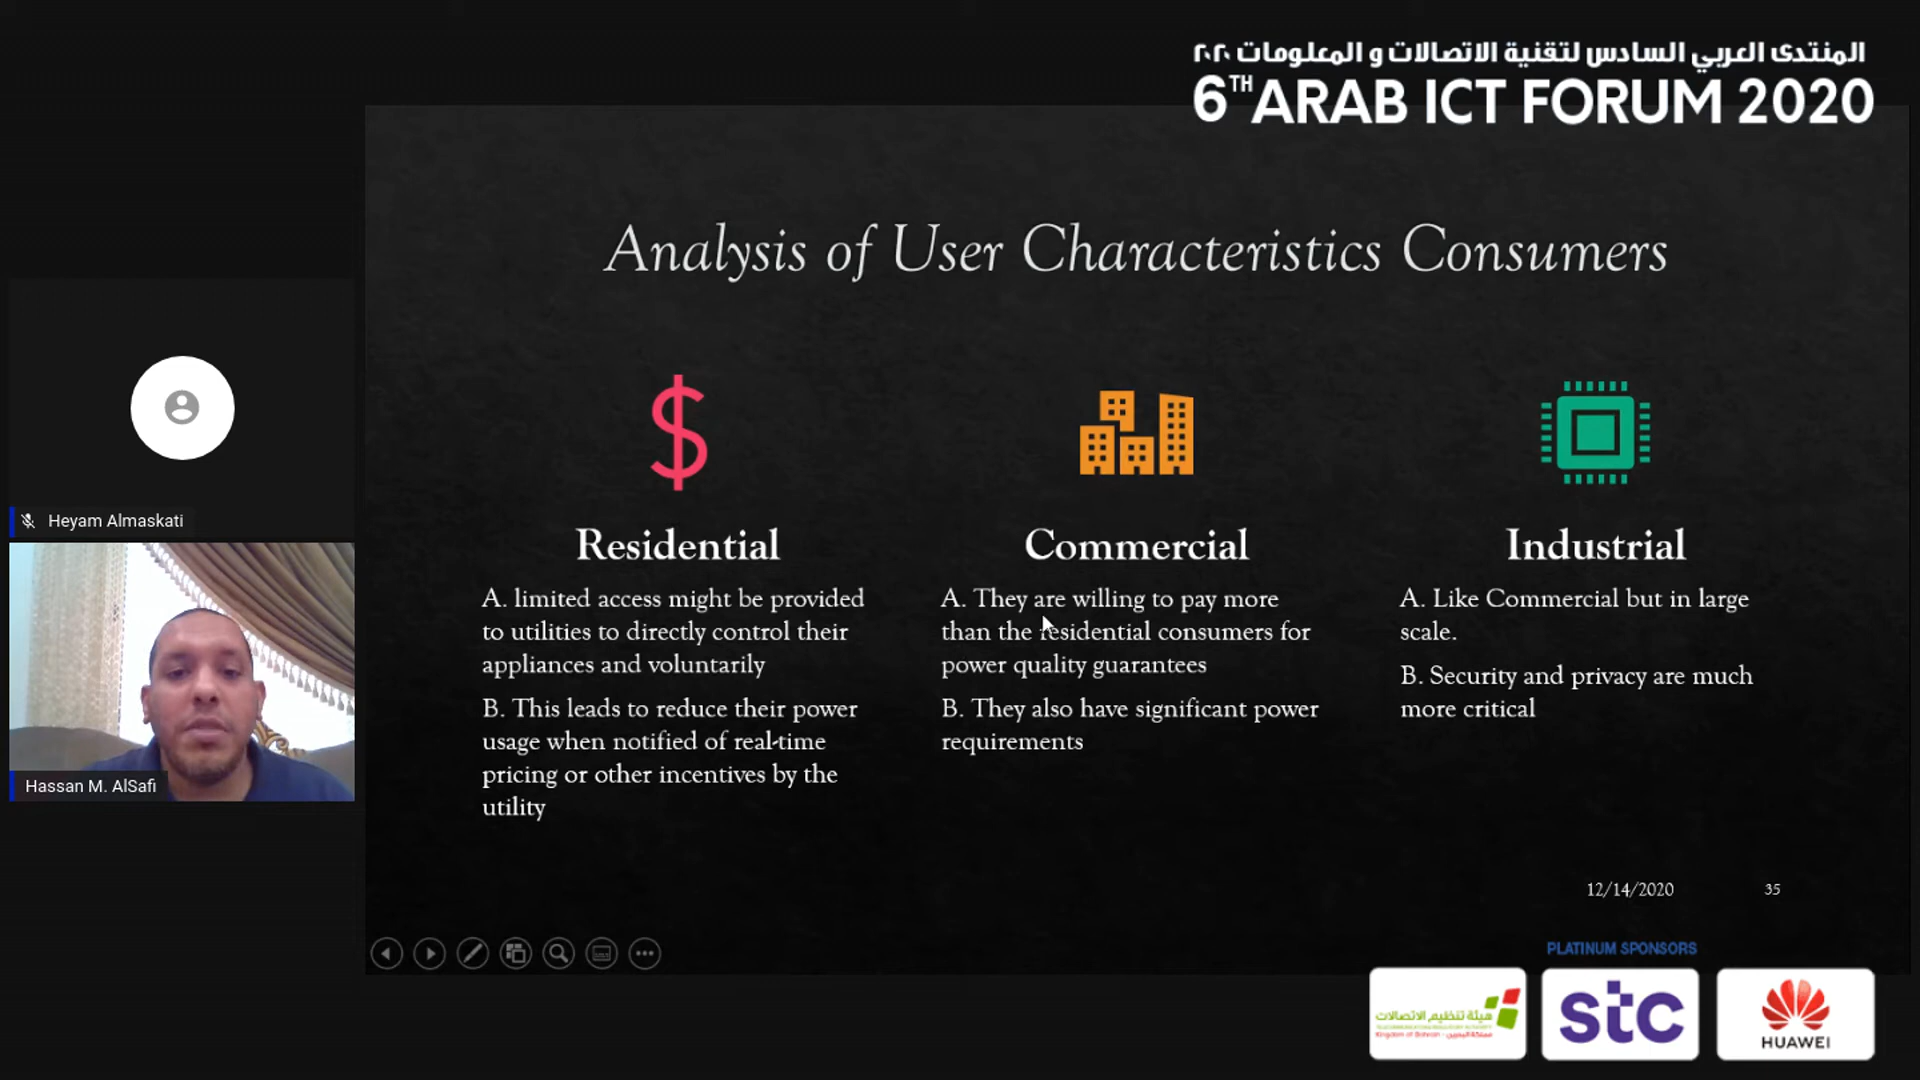 المنتدى العربي السادس لتقنية الاتصالات و المعلومات ٢٠٢٠
6TH ARAB ICT FORUM 2020
Analysis of User Characteristics Consumers
Residential
A. limited access might be provided
to utilities to directly control their
appliances and voluntarily
B. This leads to reduce their power
usage when notified of real-time
pricing or other incentives by the
utility
Commercial
A. They are willing to pay more
than the residential consumers for
power quality guarantees
B. They also have significant power
requirements
Industrial
A. Like Commercial but in large
scale.
B. Security and privacy are much
more critical
Heyam Almaskati
Hassan M. AlSafi
12/14/2020
35
PLATINUM SPONSORS
هيئة تنظيم الاتصالات
Kingdom of Bahrain - مملكة البحرين
stc
HUAWEI